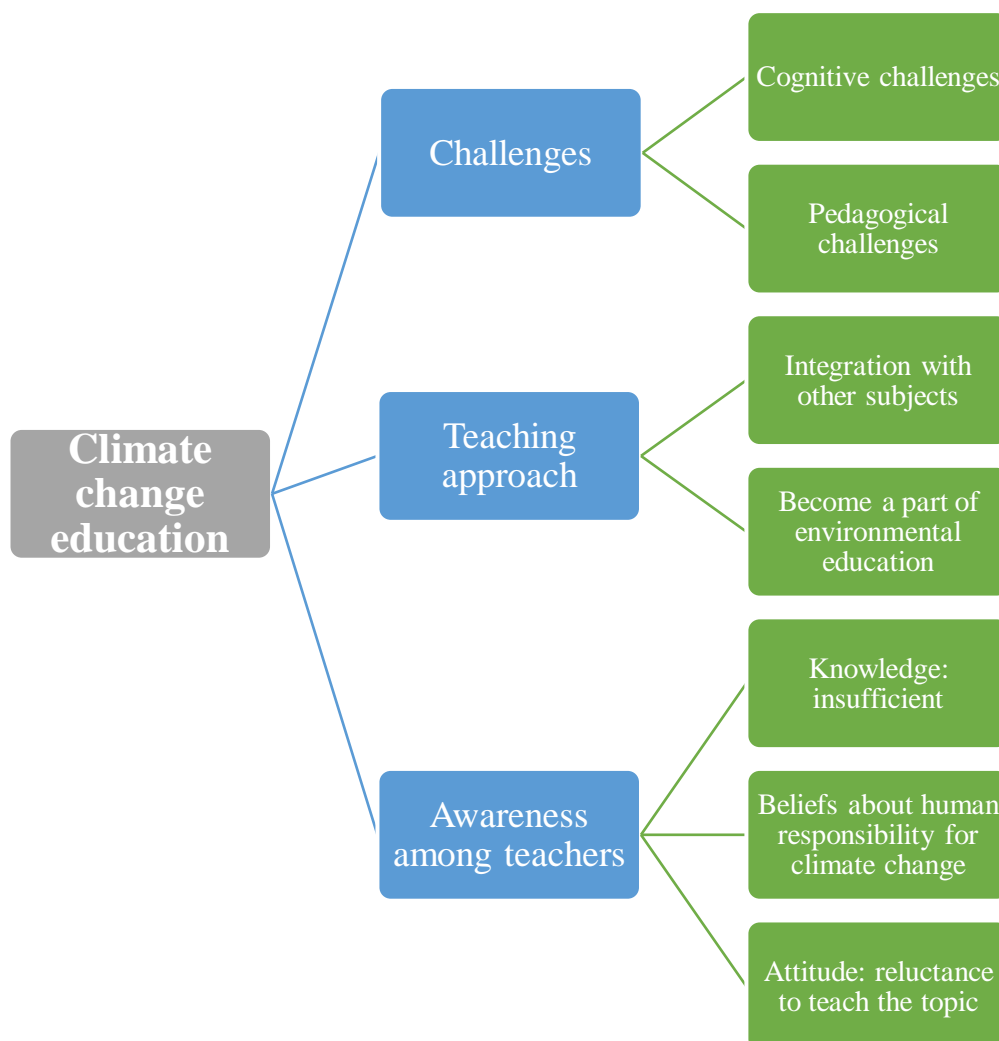 Climate
change
education
Challenges
Cognitive challenges
Pedagogical
challenges
Teaching
approach
Integration with
other subjects
Become a part of
environmental
education
Awareness
among teachers
Knowledge:
insufficient
Beliefs about human
responsibility for
climate change
Attitude: reluctance
to teach the topic